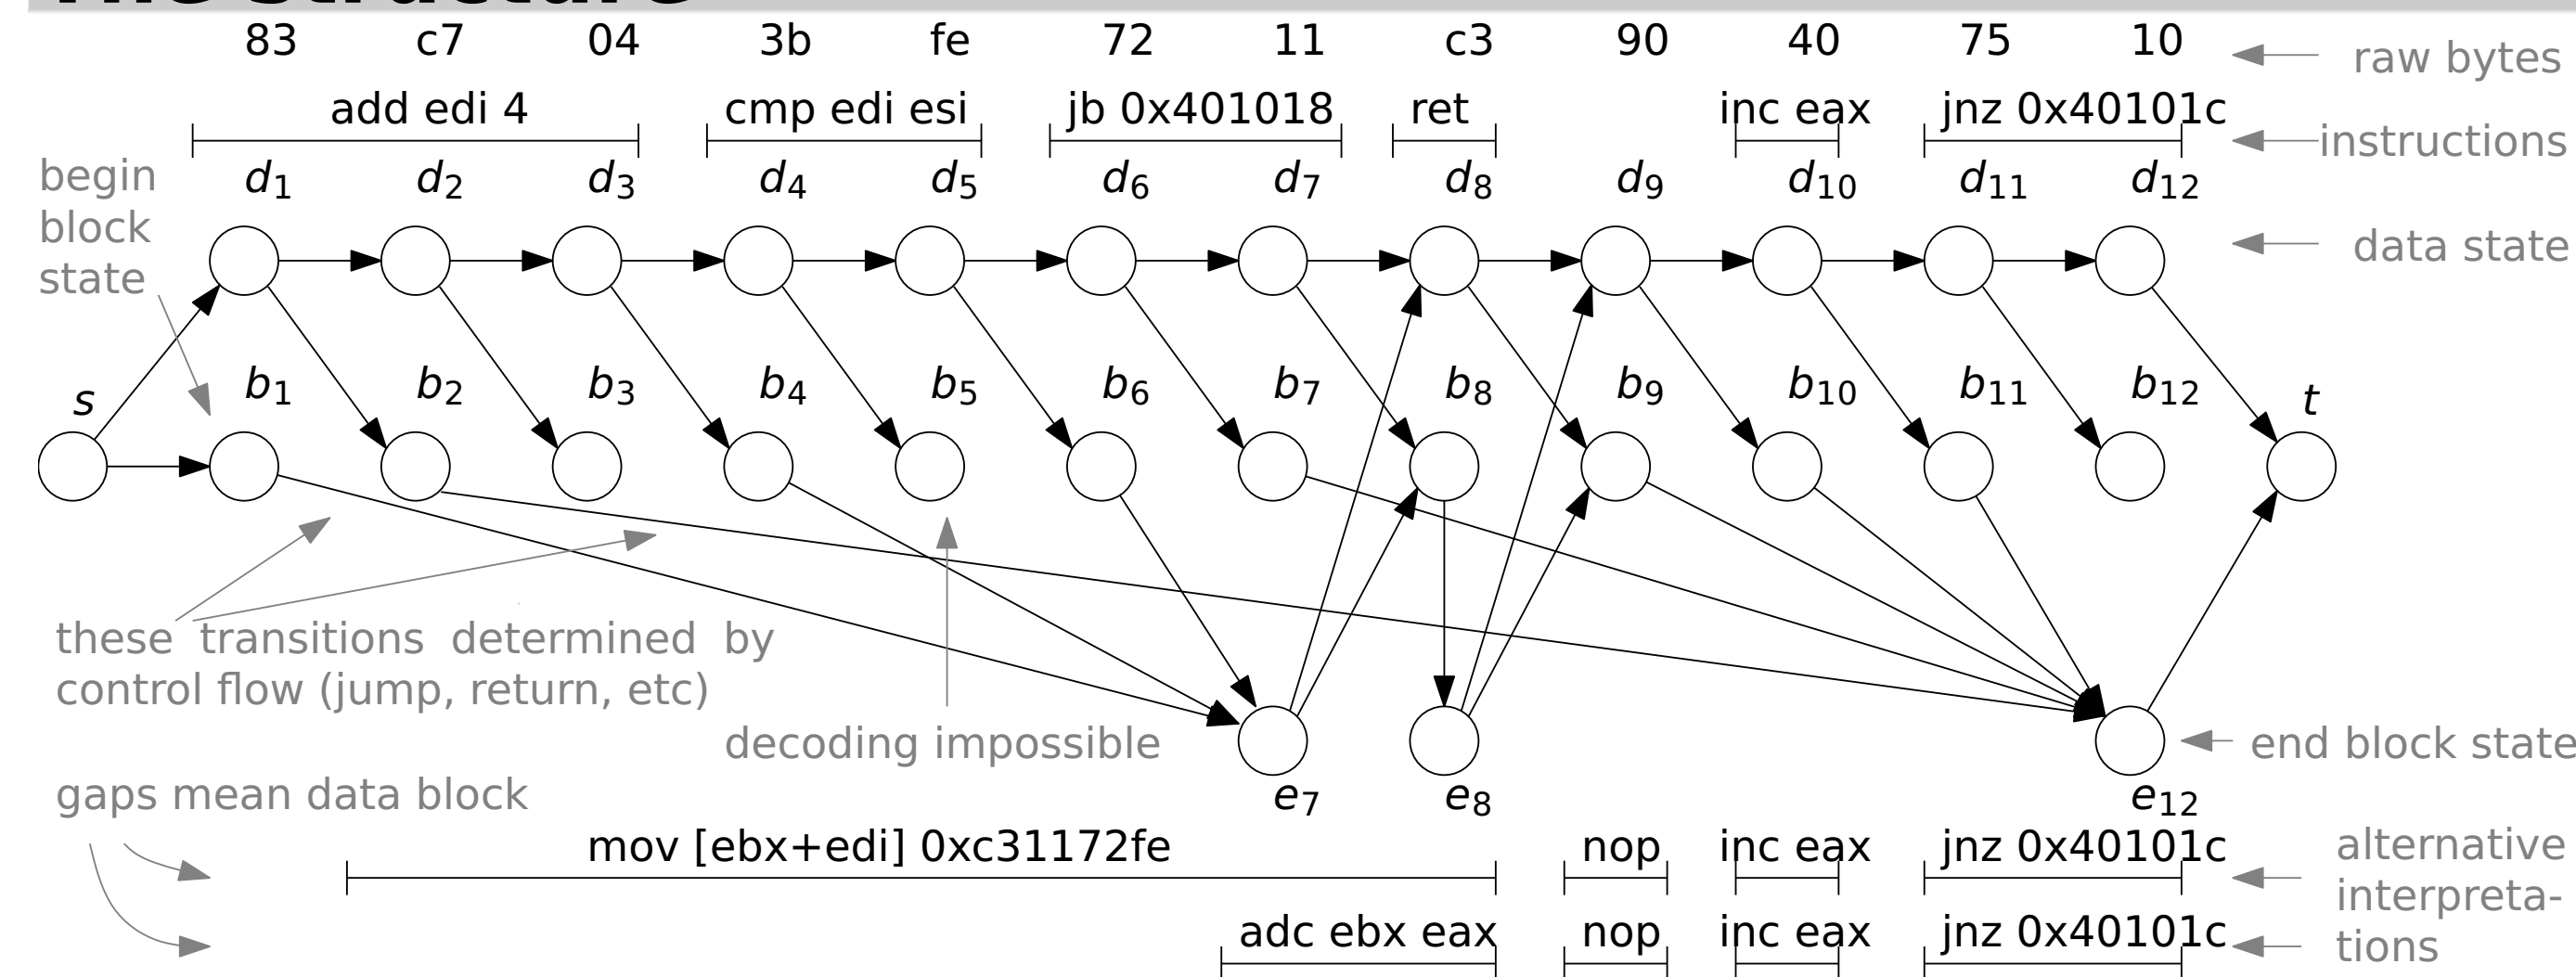 83 c7 04 3b fe 72 11 c3 90 40 75 10 raw bytes
add edi 4 cmp edi esi jb 0x401018 ret inc eax jnz 0x40101c instructions
begin
block
state
d1 d2 d3 d4 d5 d6 d7 d8 d9 d10 d11 d12
data state
s b1 b2 b3 b4 b5 b6 b7 b8 b9 b10 b11 b12 t
these transitions determined by
control flow (jump, return, etc)
decoding impossible
end block state
gaps mean data block
e7 e8 e12
mov [ebx+edi] 0xc31172fe nop inc eax jnz 0x40101c
adc ebx eax nop inc eax jnz 0x40101c
alternative
interpreta-
tions